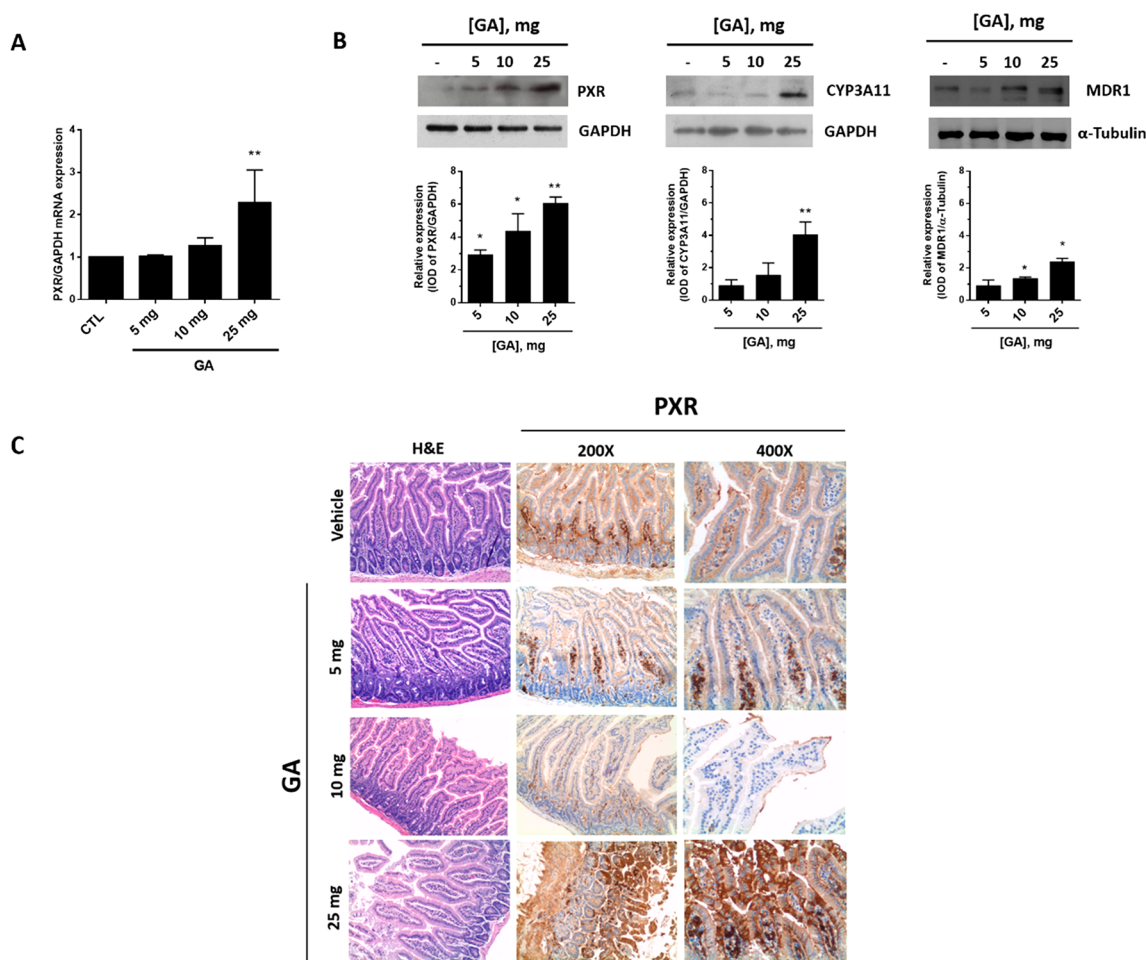 A
PXR/GAPDH mRNA expression
4
3
2
1
0
**
CTL
5 mg
10 mg
25 mg
GA
B
[GA], mg
- 5 10 25
PXR
GAPDH
Relative expression
(IOD of PXR/GAPDH)
8
6
4
2
0
* * **
5 10 25
[GA], mg
[GA], mg
- 5 10 25
CYP3A11
GAPDH
Relative expression
(IOD of CYP3A11/GAPDH)
8
6
4
2
0
**
5 10 25
[GA], mg
[GA], mg
- 5 10 25
MDR1
α-Tubulin
Relative expression
(IOD of MDR1/α-Tubulin)
8
6
4
2
0
* *
5 10 25
[GA], mg
C
PXR
H&E 200X 400X
Vehicle
GA
5 mg
10 mg
25 mg